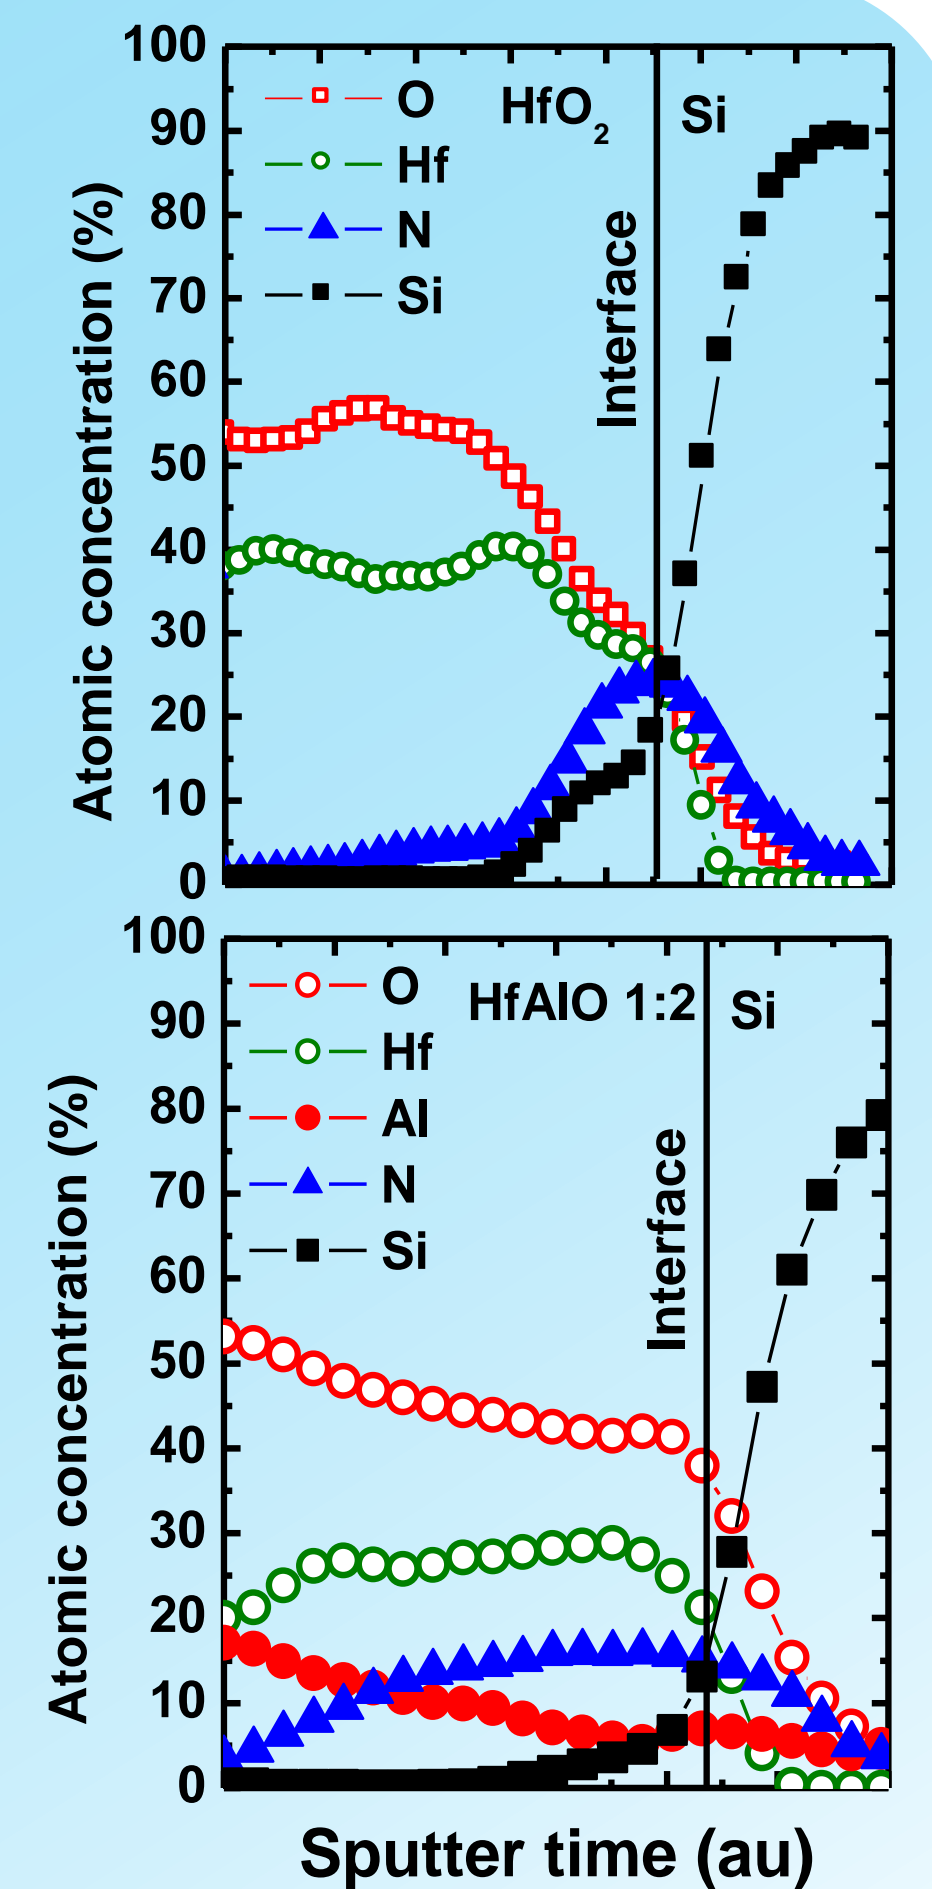 100
90
80
70
60
50
40
30
20
10
0
Atomic concentration (%)
O
Hf
N
Si
HfO2
Si
Interface
100
90
80
70
60
50
40
30
20
10
0
Atomic concentration (%)
O
Hf
Al
N
Si
HfAlO 1:2
Si
Interface
Sputter time (au)